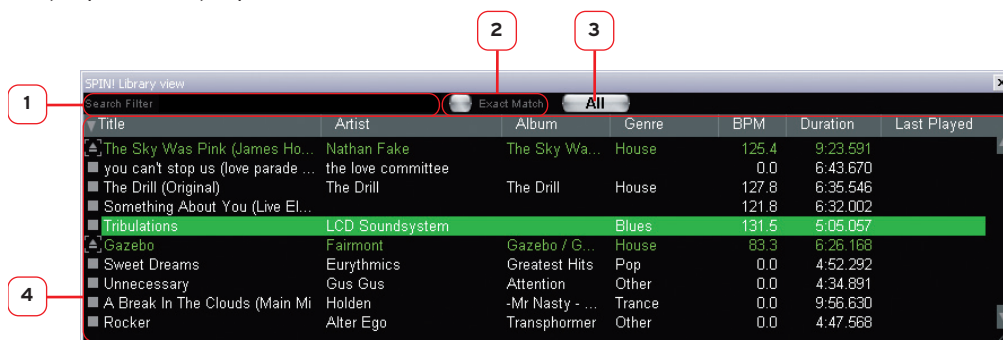 2 3
SPIN! Library view
1 Search Filter Exact Match All
Title Artist Album Genre BPM Duration Last Played
The Sky Was Pink (James Ho... Nathan Fake The Sky Wa... House 125.4 9:23.591
you can't stop us (love parade ... the love committee 0.0 6:43.670
The Drill (Original) The Drill The Drill House 127.8 6:35.546
Something About You (Live El... 121.8 6:32.002
Tribulations LCD Soundsystem Blues 131.5 5:05.057
Gazebo Fairmont Gazebo / G... House 83.3 6:26.168
Sweet Dreams Eurythmics Greatest Hits Pop 0.0 4:52.292
Unnecessary Gus Gus Attention Other 0.0 4:34.891
4 A Break In The Clouds (Main Mi Holden -Mr Nasty - ... Trance 0.0 9:56.630
Rocker Alter Ego Transphormer Other 0.0 4:47.568